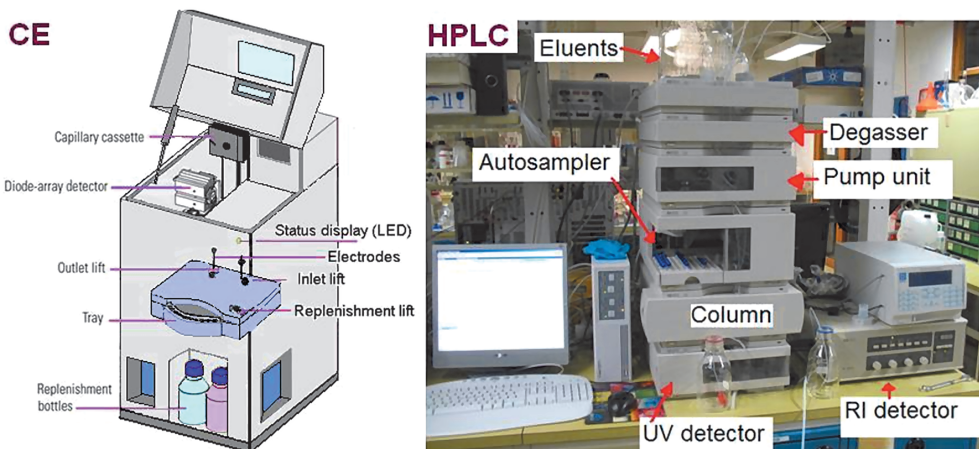 CE
Capillary cassette
Diode-array detector
Status display (LED)
Electrodes
Outlet lift
Inlet lift
Replenishment lift
Tray
Replenishment
bottles
HPLC
Eluents
Degasser
Autosampler
Pump unit
Column
UV detector
RI detector